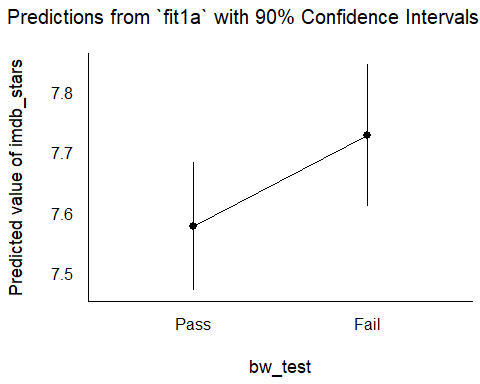 Predictions from `fit1a` with 90% Confidence Intervals
Predicted value of imdb_stars
7.8
7.7
7.6
7.5
Pass
Fail
bw_test